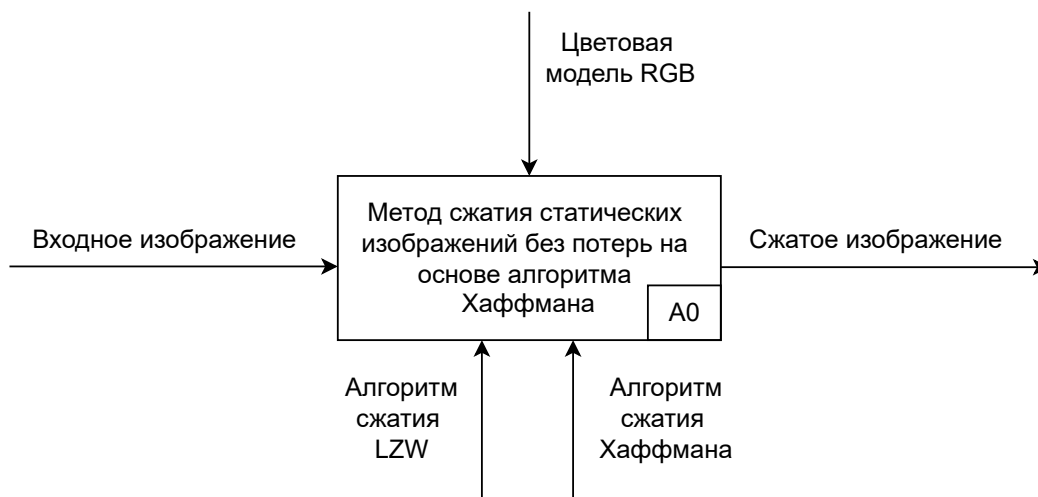 Цветовая
модель RGB
Входное изображение
Метод сжатия статических
изображений без потерь на
основе алгоритма
Хаффмана
A0
Сжатое изображение
Алгоритм
сжатия
LZW
Алгоритм
сжатия
Хаффмана